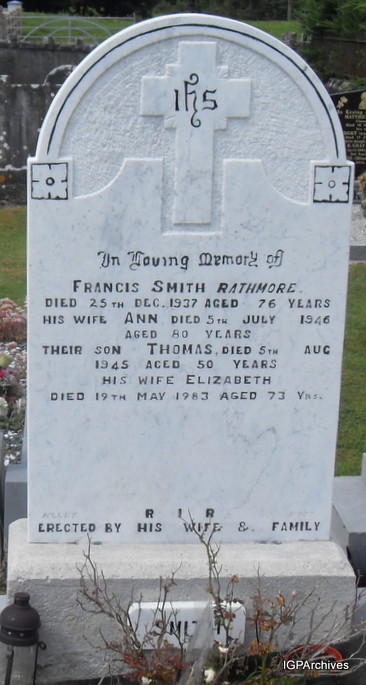 IHS
In Loving Memory of
FRANCIS SMITH RATHMORE.
DIED 25TH DEC. 1937 AGED 76 YEARS
HIS WIFE ANN DIED 5TH JULY 1946
AGED 80 YEARS
THEIR SON THOMAS, DIED 5TH AUG
1945 AGED 50 YEARS
HIS WIFE ELIZABETH
DIED 19TH MAY 1983 AGED 73 YRS.
R I R
ERECTED BY HIS WIFE & FAMILY
SMITH
IGPArchives